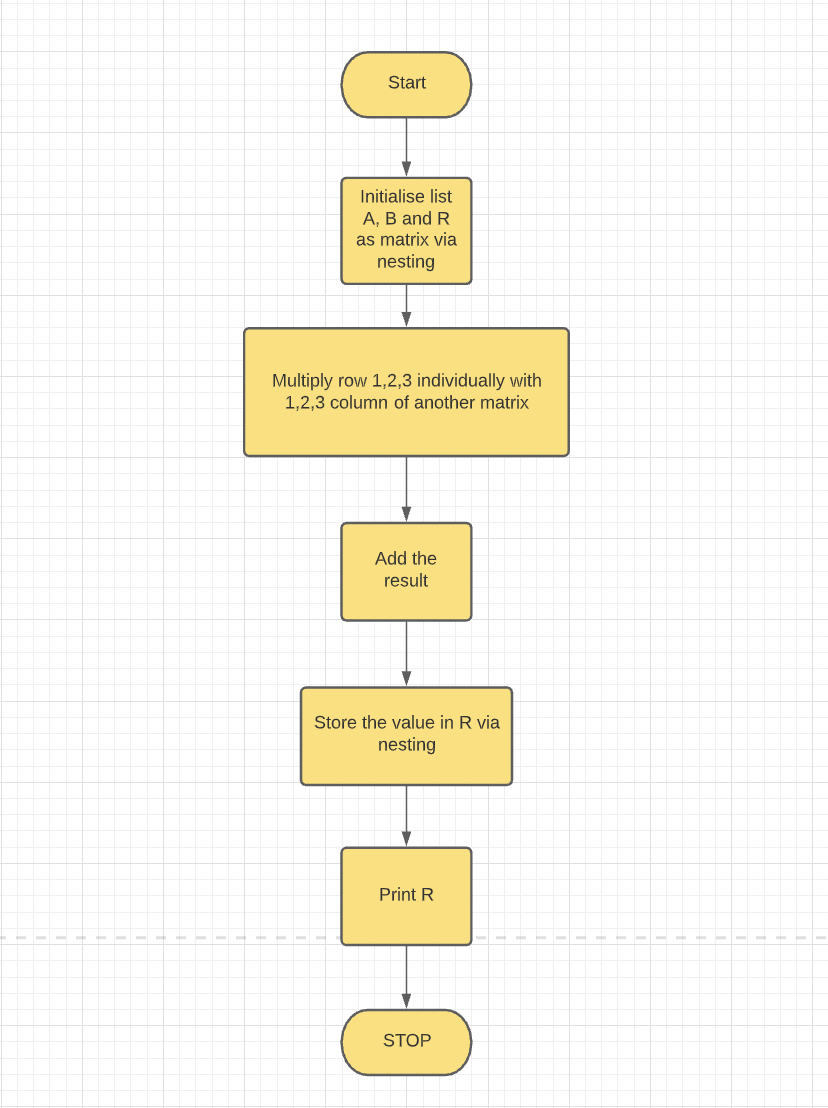 Start
Initialise list
A, B and R
as matrix via
nesting
Multiply row 1,2,3 individually with
1,2,3 column of another matrix
Add the
result
Store the value in R via
nesting
Print R
STOP